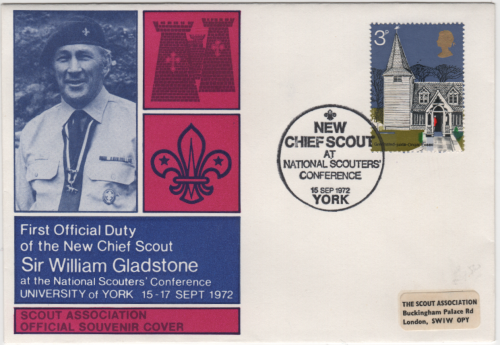 First Official Duty
of the New Chief Scout
Sir William Gladstone
at the National Scouters' Conference
UNIVERSITY of YORK 15-17 SEPT 1972
SCOUT ASSOCIATION
OFFICIAL SOUVENIR COVER
3P
NEW
CHIEF SCOUT
AT
NATIONAL SCOUTERS'
CONFERENCE
15 SEP 1972
YORK
THE SCOUT ASSOCIATION
Buckingham Palace Rd
London, SW1W OPT